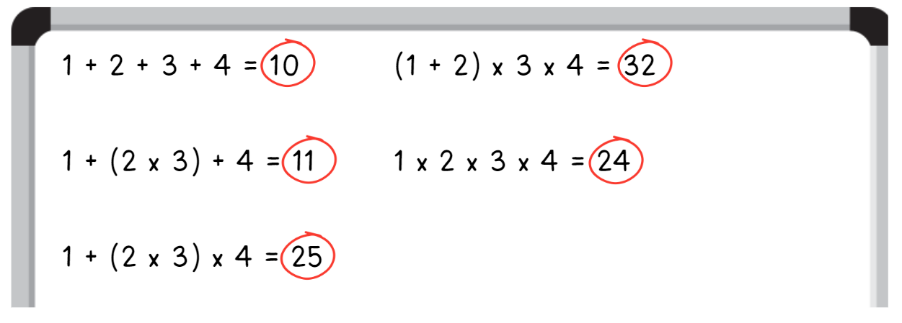 1 + 2 + 3 + 4 = 10
1 + (2 x 3) + 4 = 11
1 + (2 x 3) x 4 = 25
(1 + 2) x 3 x 4 = 32
1 x 2 x 3 x 4 = 24